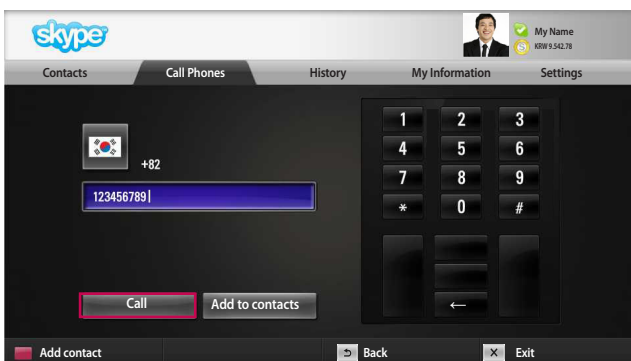 skype
My Name
KRW 9.542.78
Contacts Call Phones History My Information Settings
+82
123456789
1 2 3
4 5 6
7 8 9
* 0 #
←
Call Add to contacts
Add contact Back Exit